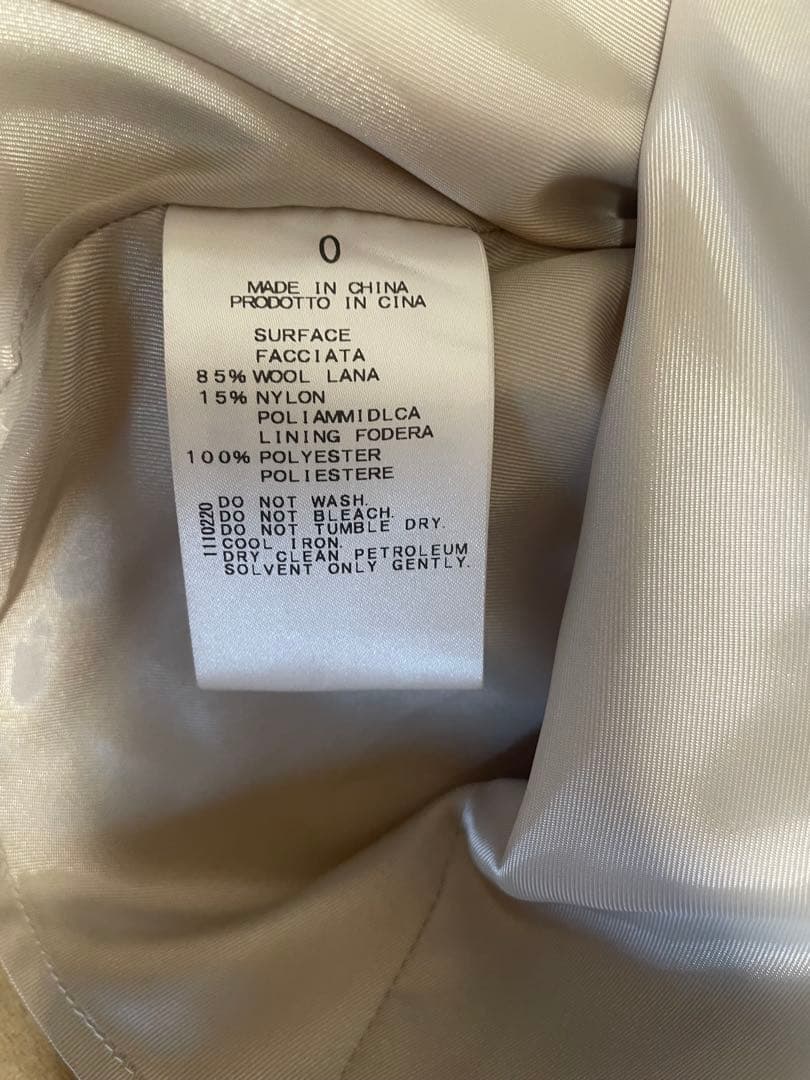 0
MADE IN CHINA
PRODOTTO IN CINA
SURFACE
FACCIATA
85% WOOL LANA
15% NYLON
POLIAMMIDLCA
LINING FODERA
100% POLYESTER
POLIESTERE
1110220
DO NOT WASH.
DO NOT BLEACH.
DO NOT TUMBLE DRY.
COOL IRON.
DRY CLEAN PETROLEUM
SOLVENT ONLY GENTLY.